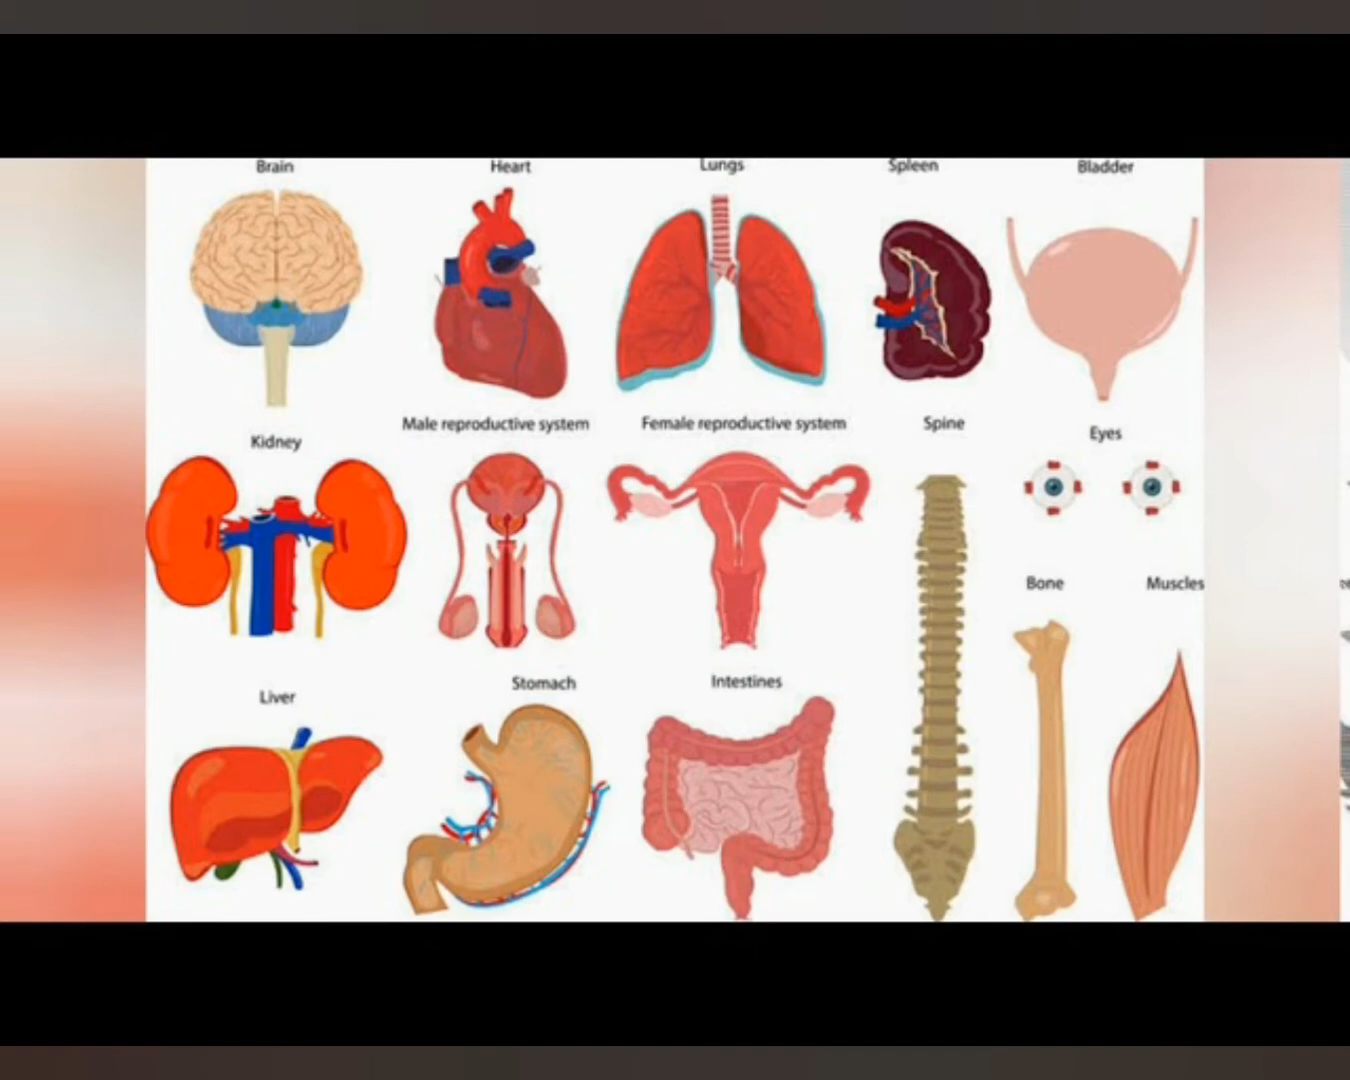 Brain
Heart
Lungs
Spleen
Bladder
Kidney
Male reproductive system
Female reproductive system
Spine
Eyes
Bone
Muscles
Liver
Stomach
Intestines